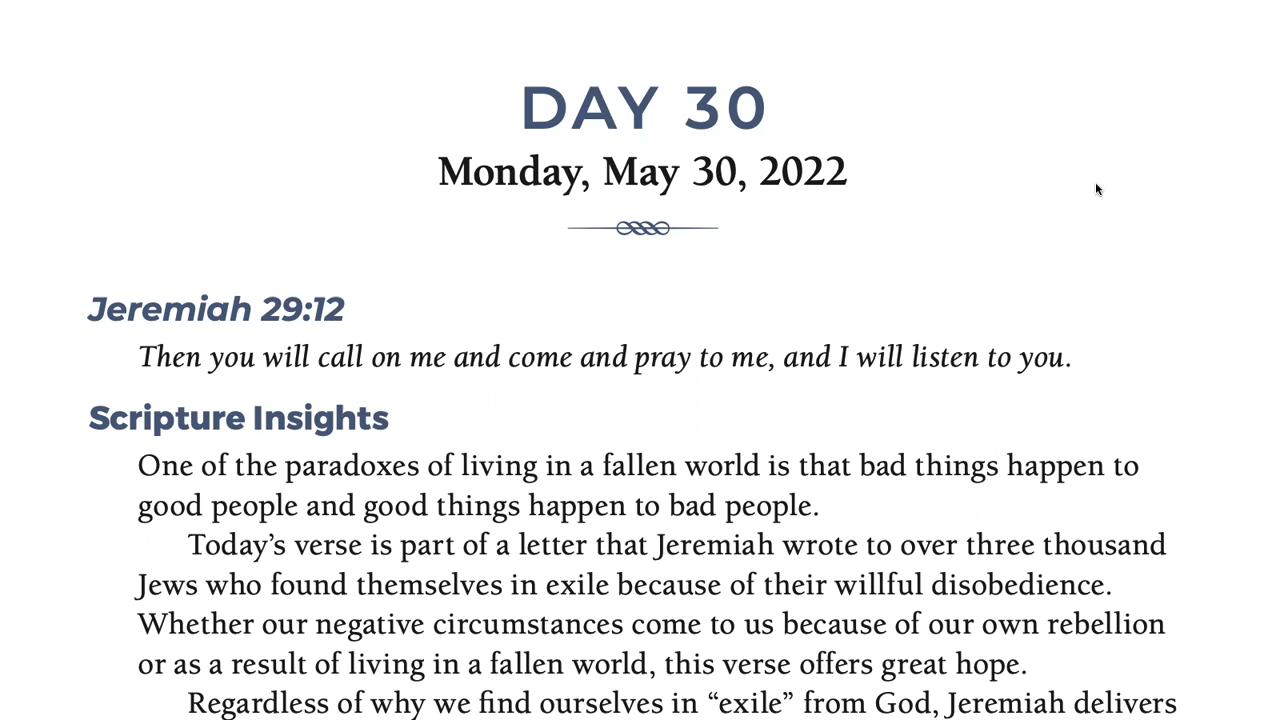 DAY 30
Monday, May 30, 2022
Jeremiah 29:12
Then you will call on me and come and pray to me, and I will listen to you.
Scripture Insights
One of the paradoxes of living in a fallen world is that bad things happen to
good people and good things happen to bad people.
Today’s verse is part of a letter that Jeremiah wrote to over three thousand
Jews who found themselves in exile because of their willful disobedience.
Whether our negative circumstances come to us because of our own rebellion
or as a result of living in a fallen world, this verse offers great hope.
Regardless of why we find ourselves in “exile” from God, Jeremiah delivers